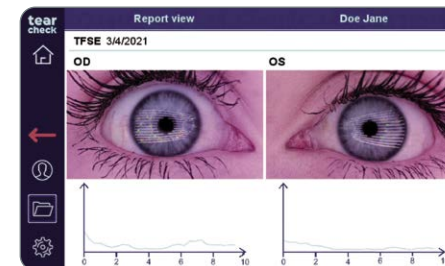 tear
check
Report view
Doe Jane
TFSE 3/4/2021
OD
OS
0 2 4 6 8 10
0 2 4 6 8